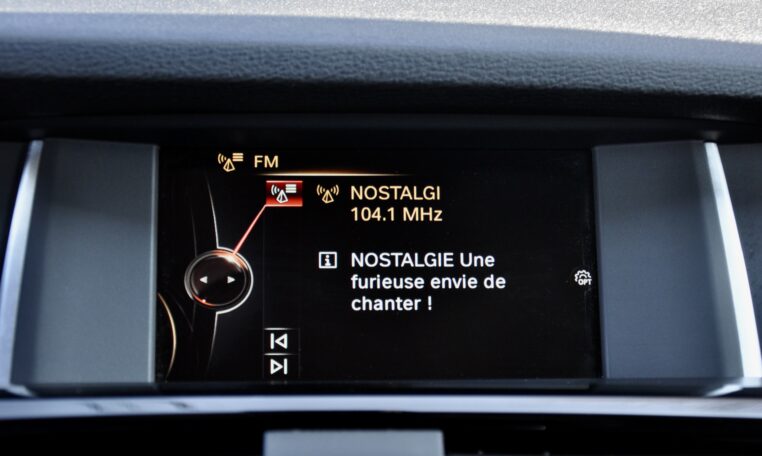 FM
NOSTALGI
104.1 MHz
NOSTALGIE Une
furieuse envie de
chanter !
OPT